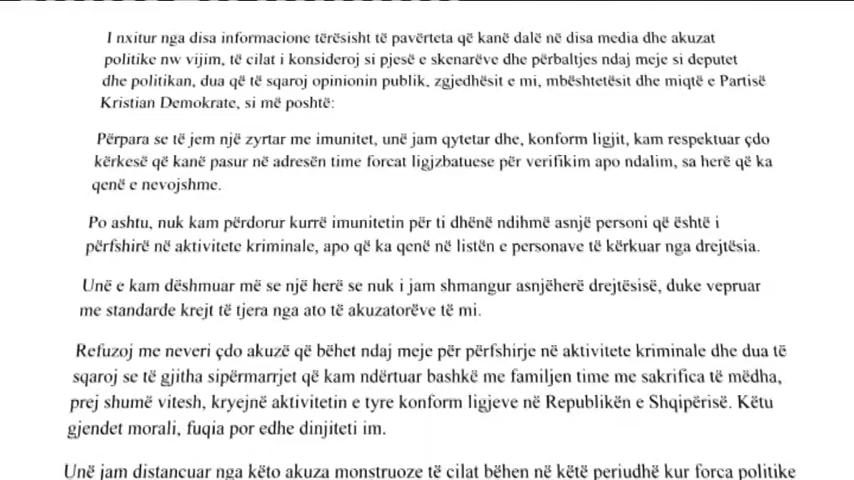 I nxitur nga disa informacione tërësisht të pavërteta që kanë dalë në disa media dhe akuzat
politike nw vijim, të cilat i konsideroj si pjesë e skenarëve dhe përbaltjes ndaj meje si deputet
dhe politikan, dua që të sqaroj opinionin publik, zgjedhësit e mi, mbështetësit dhe miqtë e Partisë
Kristian Demokrate, si më poshtë:
Përpara se të jem një zyrtar me imunitet, unë jam qytetar dhe, konform ligjit, kam respektuar çdo
kërkesë që kanë pasur në adresën time forcat ligjzbatuese për verifikim apo ndalim, sa herë që ka
qenë e nevojshme.
Po ashtu, nuk kam përdorur kurrë imunitetin për ti dhënë ndihmë asnjë personi që është i
përfshirë në aktivitete kriminale, apo që ka qenë në listën e personave të kërkuar nga drejtësia.
Unë e kam dëshmuar më se një herë se nuk i jam shmangur asnjëherë drejtësisë, duke vepruar
me standarde krejt të tjera nga ato të akuzatorëve të mi.
Refuzoj me neveri çdo akuzë që bëhet ndaj meje për përfshirje në aktivitete kriminale dhe dua të
sqaroj se të gjitha sipërmarrjet që kam ndërtuar bashkë me familjen time me sakrifica të mëdha,
prej shumë vitesh, kryejnë aktivitetin e tyre konform ligjeve në Republikën e Shqipërisë. Këtu
gjendet morali, fuqia por edhe dinjiteti im.
Unë jam distancuar nga këto akuza monstruoze të cilat bëhen në këtë periudhë kur forca politike